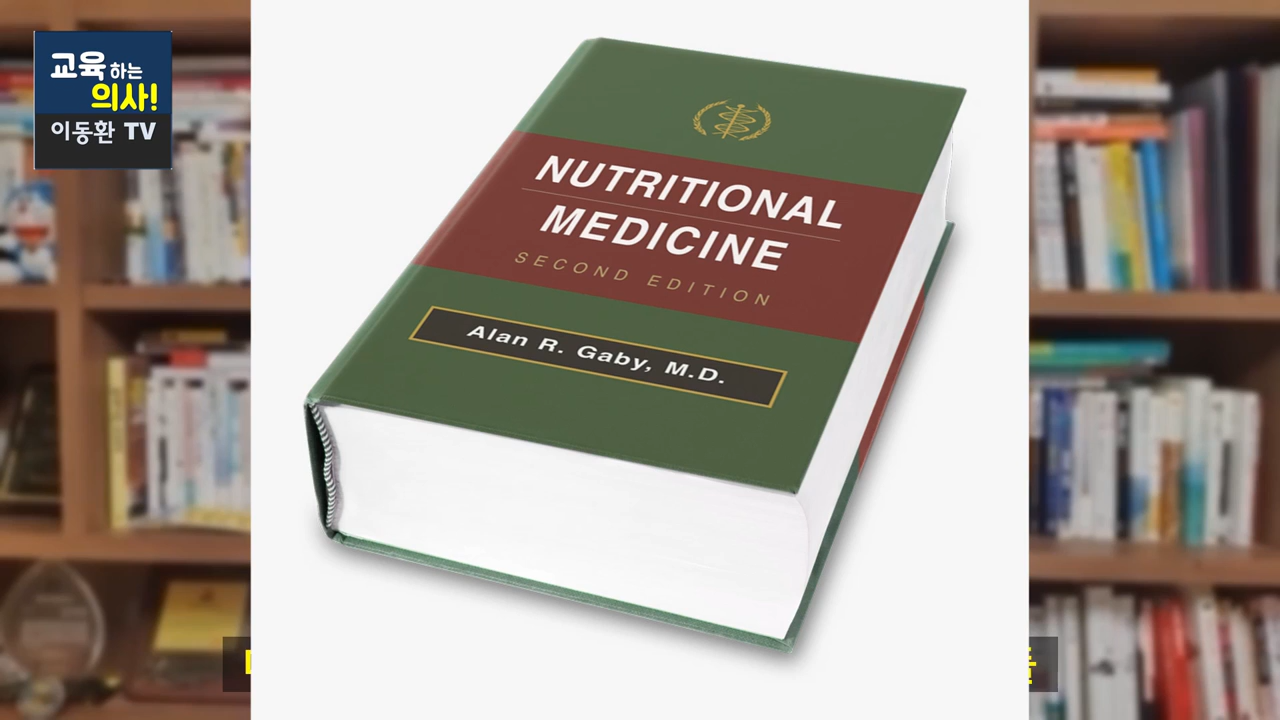 교육하는
의사!
이동환 TV
NUTRITIONAL
MEDICINE
SECOND EDITION
Alan R. Gaby, M.D.